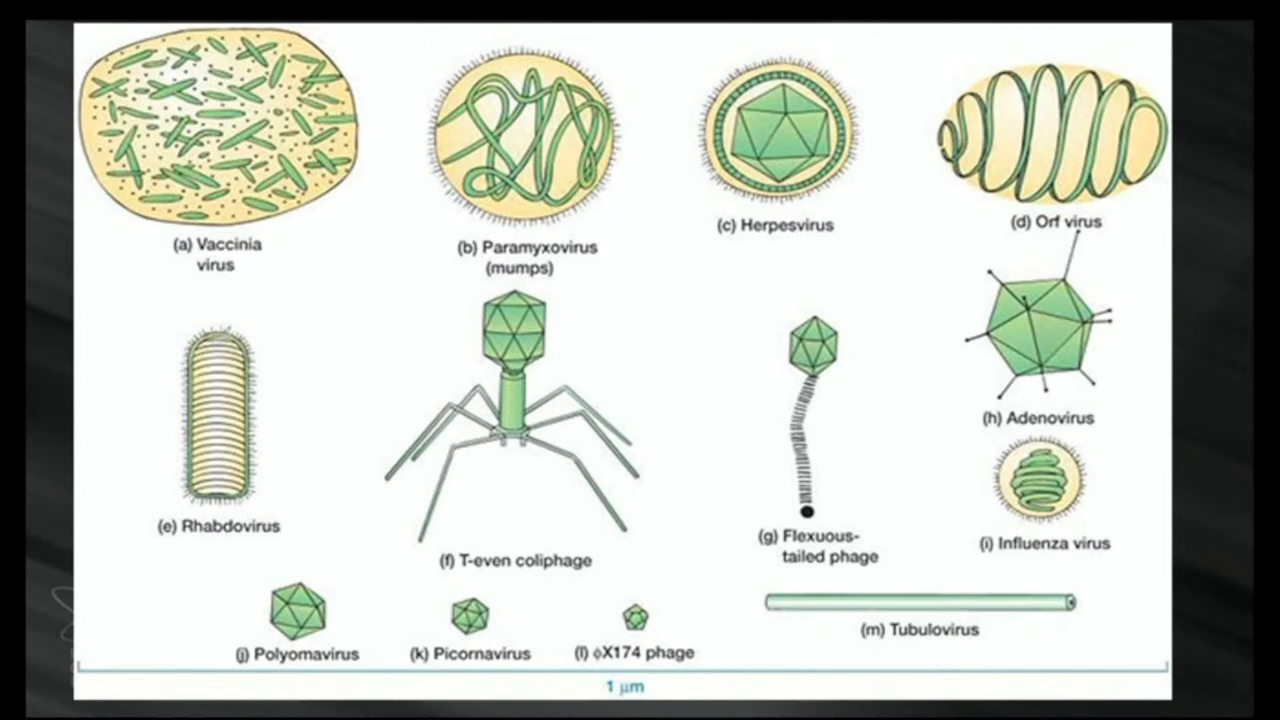 (a) Vaccinia
virus
(b) Paramyxovirus
(mumps)
(c) Herpesvirus
(d) Orf virus
(e) Rhabdovirus
(f) T-even coliphage
(g) Flexuous-
tailed phage
(h) Adenovirus
(i) Influenza virus
(j) Polyomavirus
(k) Picornavirus
(l) ϕX174 phage
(m) Tubulovirus
1 μm